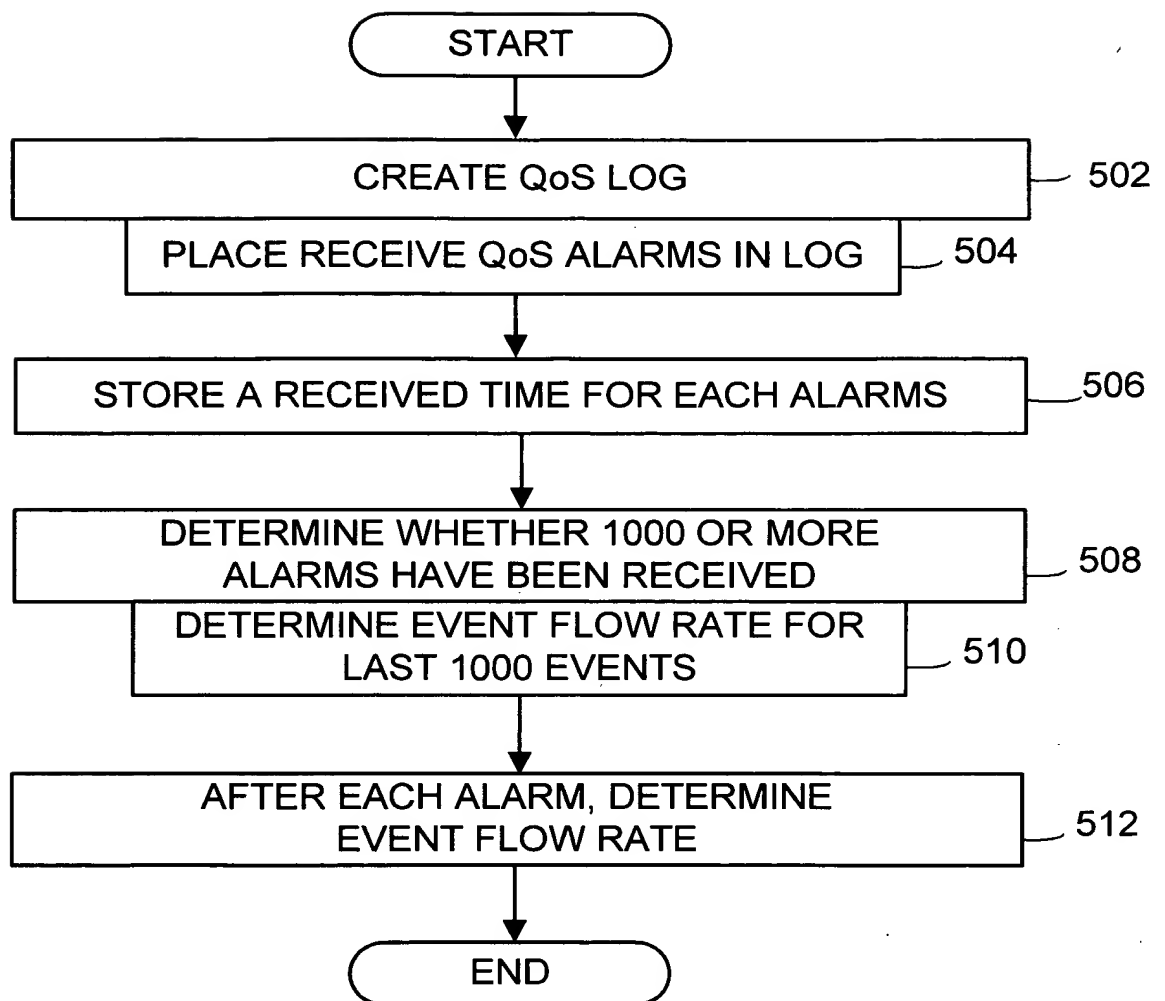 START
CREATE QoS LOG
502
PLACE RECEIVE QoS ALARMS IN LOG
504
STORE A RECEIVED TIME FOR EACH ALARMS
506
DETERMINE WHETHER 1000 OR MORE
ALARMS HAVE BEEN RECEIVED
508
DETERMINE EVENT FLOW RATE FOR
LAST 1000 EVENTS
510
AFTER EACH ALARM, DETERMINE
EVENT FLOW RATE
512
END